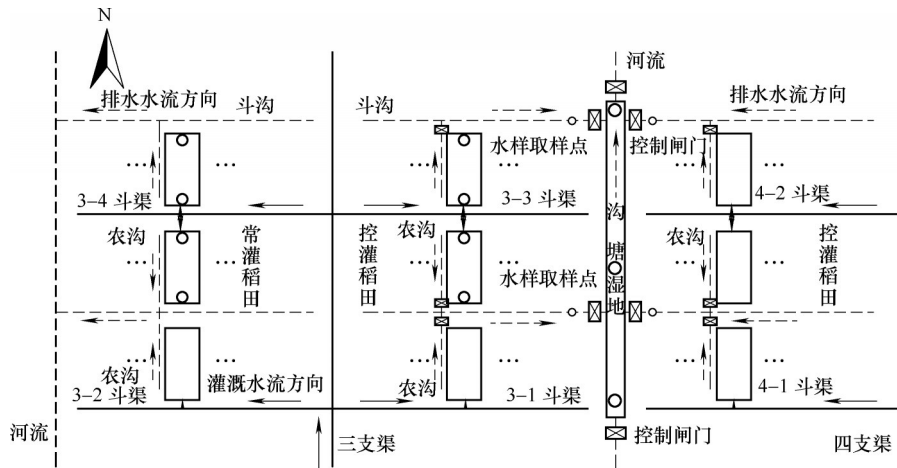 N
河流
排水水流方向
斗沟
斗沟
排水水流方向
水样取样点
控制闸门
...
...
...
...
...
...
3–4 斗渠
3–3 斗渠
4–2 斗渠
农沟
常灌稻田
控灌稻田
农沟
沟塘湿地
农沟
控灌稻田
...
...
...
...
...
...
水样取样点
...
...
...
...
...
...
农沟
3–2 斗渠
灌溉水流方向
农沟
3–1 斗渠
4–1 斗渠
河流
三支渠
控制闸门
四支渠